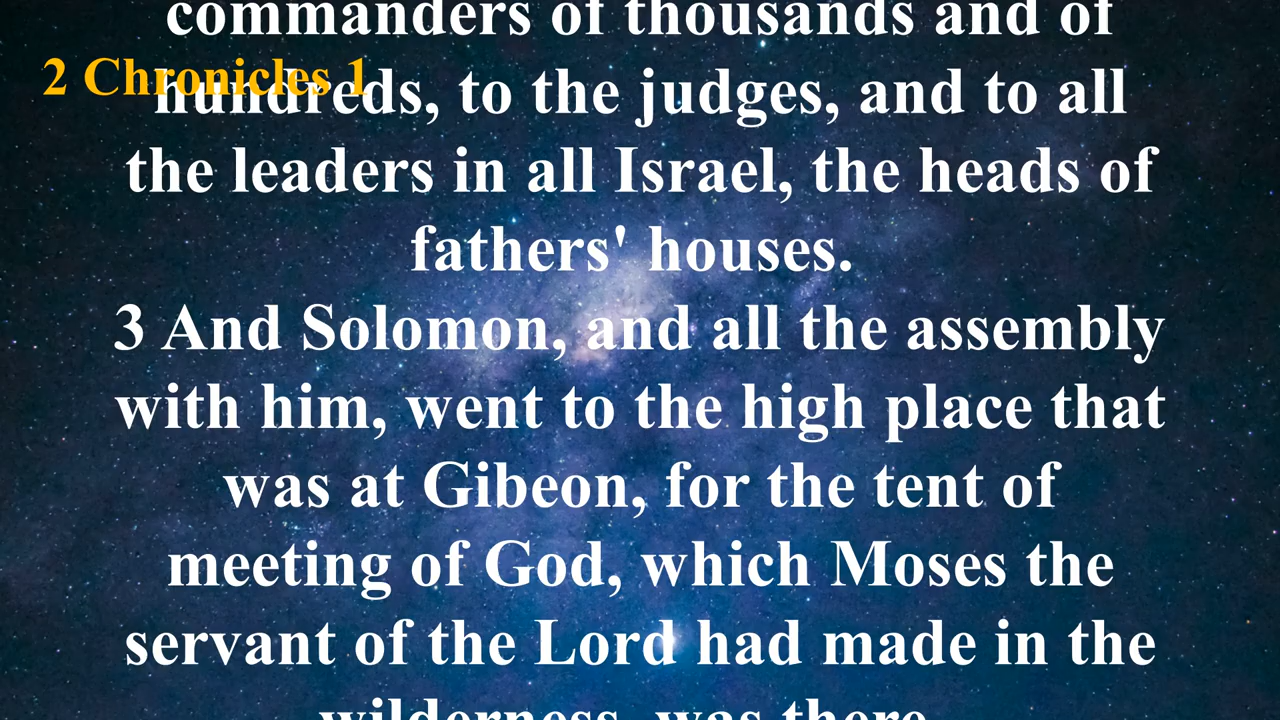 commanders of thousands and of
2 Chronicles 1
hundreds, to the judges, and to all
the leaders in all Israel, the heads of
fathers' houses.
3 And Solomon, and all the assembly
with him, went to the high place that
was at Gibeon, for the tent of
meeting of God, which Moses the
servant of the Lord had made in the
wilderness, was there